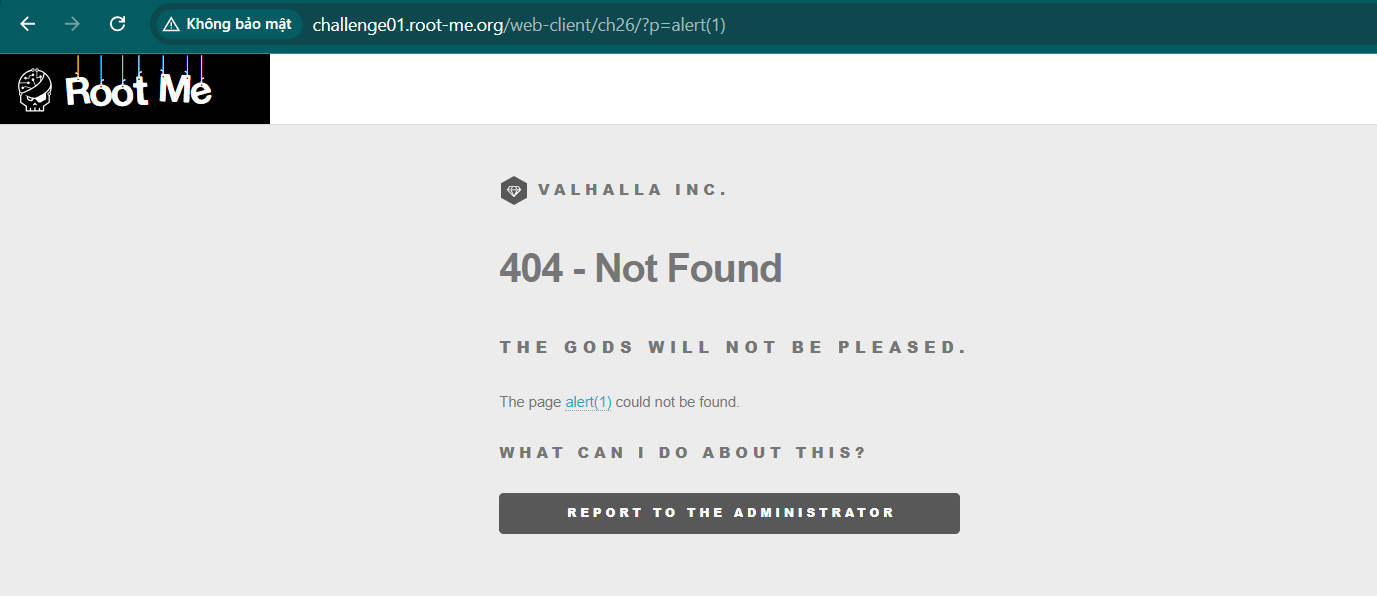 Không bảo mật challenge01.root-me.org/web-client/ch26/?p=alert(1)
Root Me
VALHALLA INC.
404 - Not Found
THE GODS WILL NOT BE PLEASED.
The page alert(1) could not be found.
WHAT CAN I DO ABOUT THIS?
REPORT TO THE ADMINISTRATOR